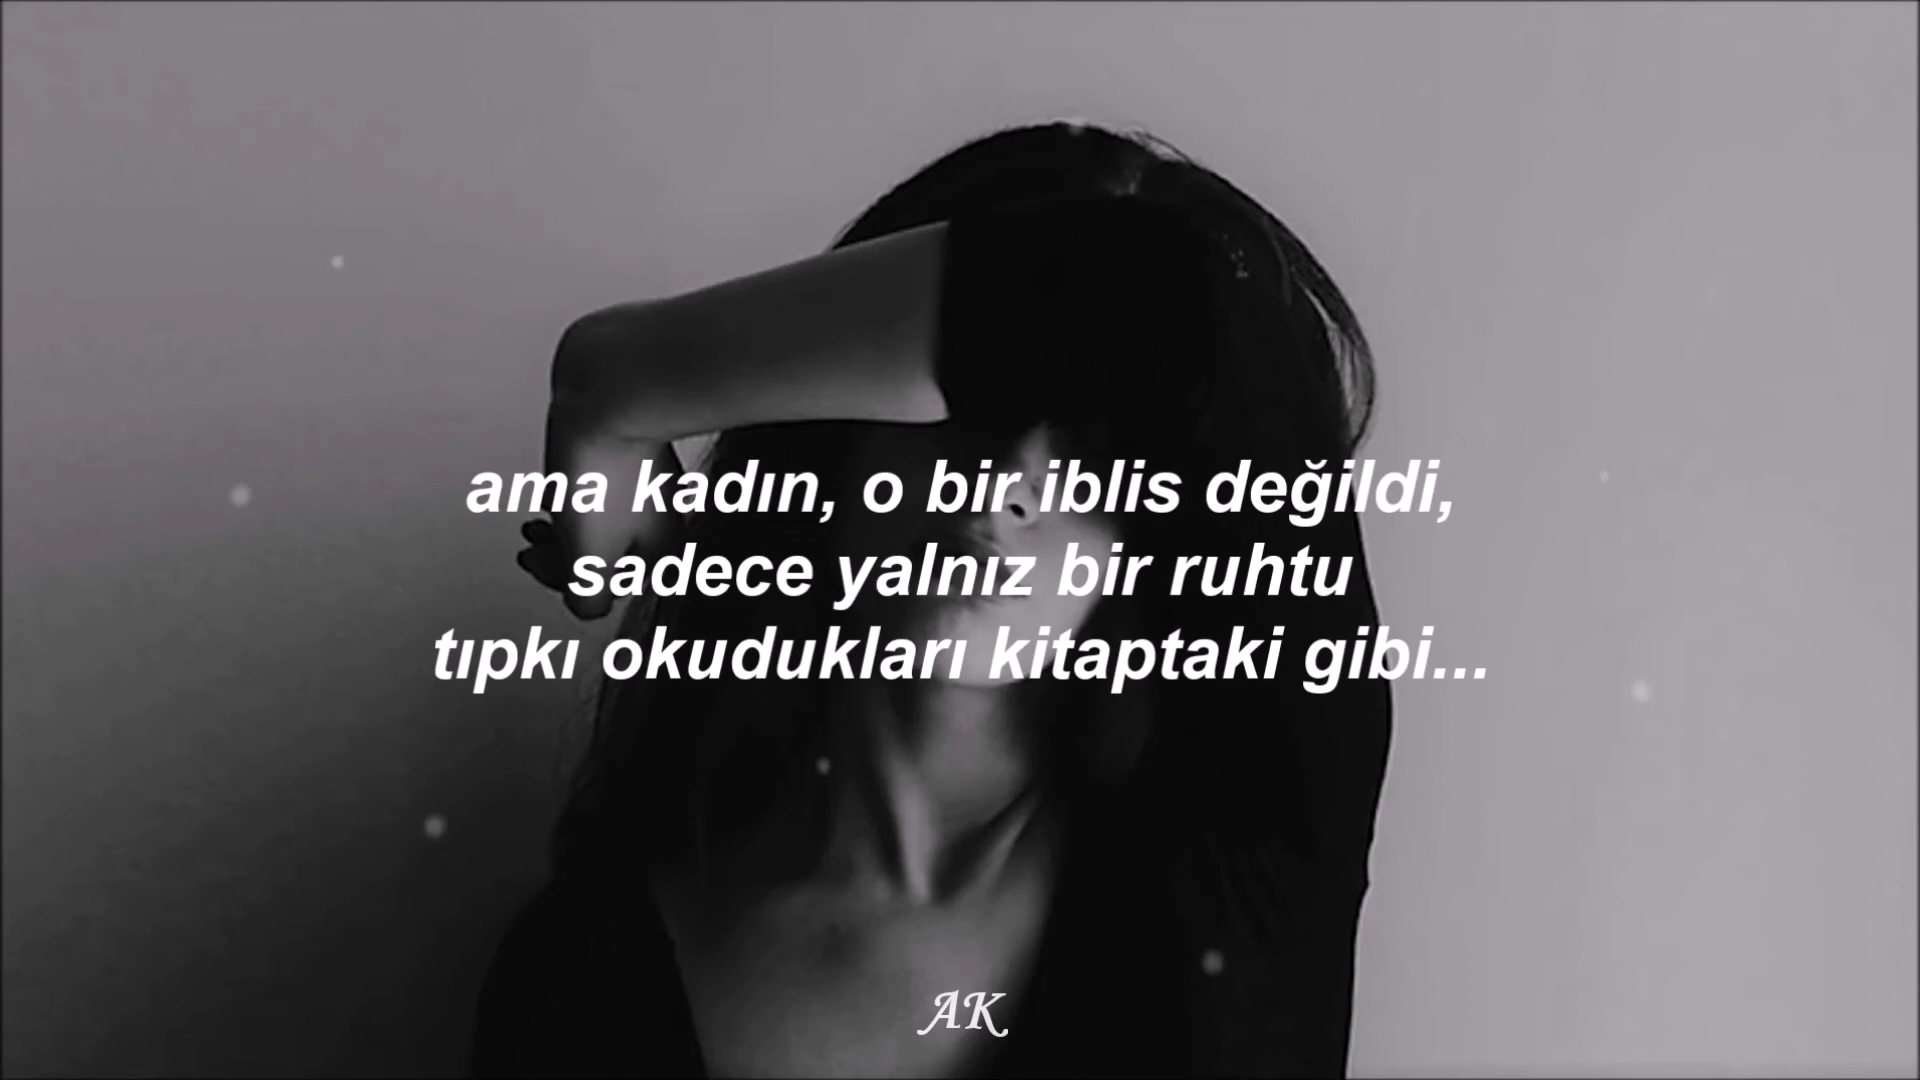 ama kadın, o bir iblis değildi,
sadece yalnız bir ruhtu
tıpkı okudukları kitaptaki gibi...
AK